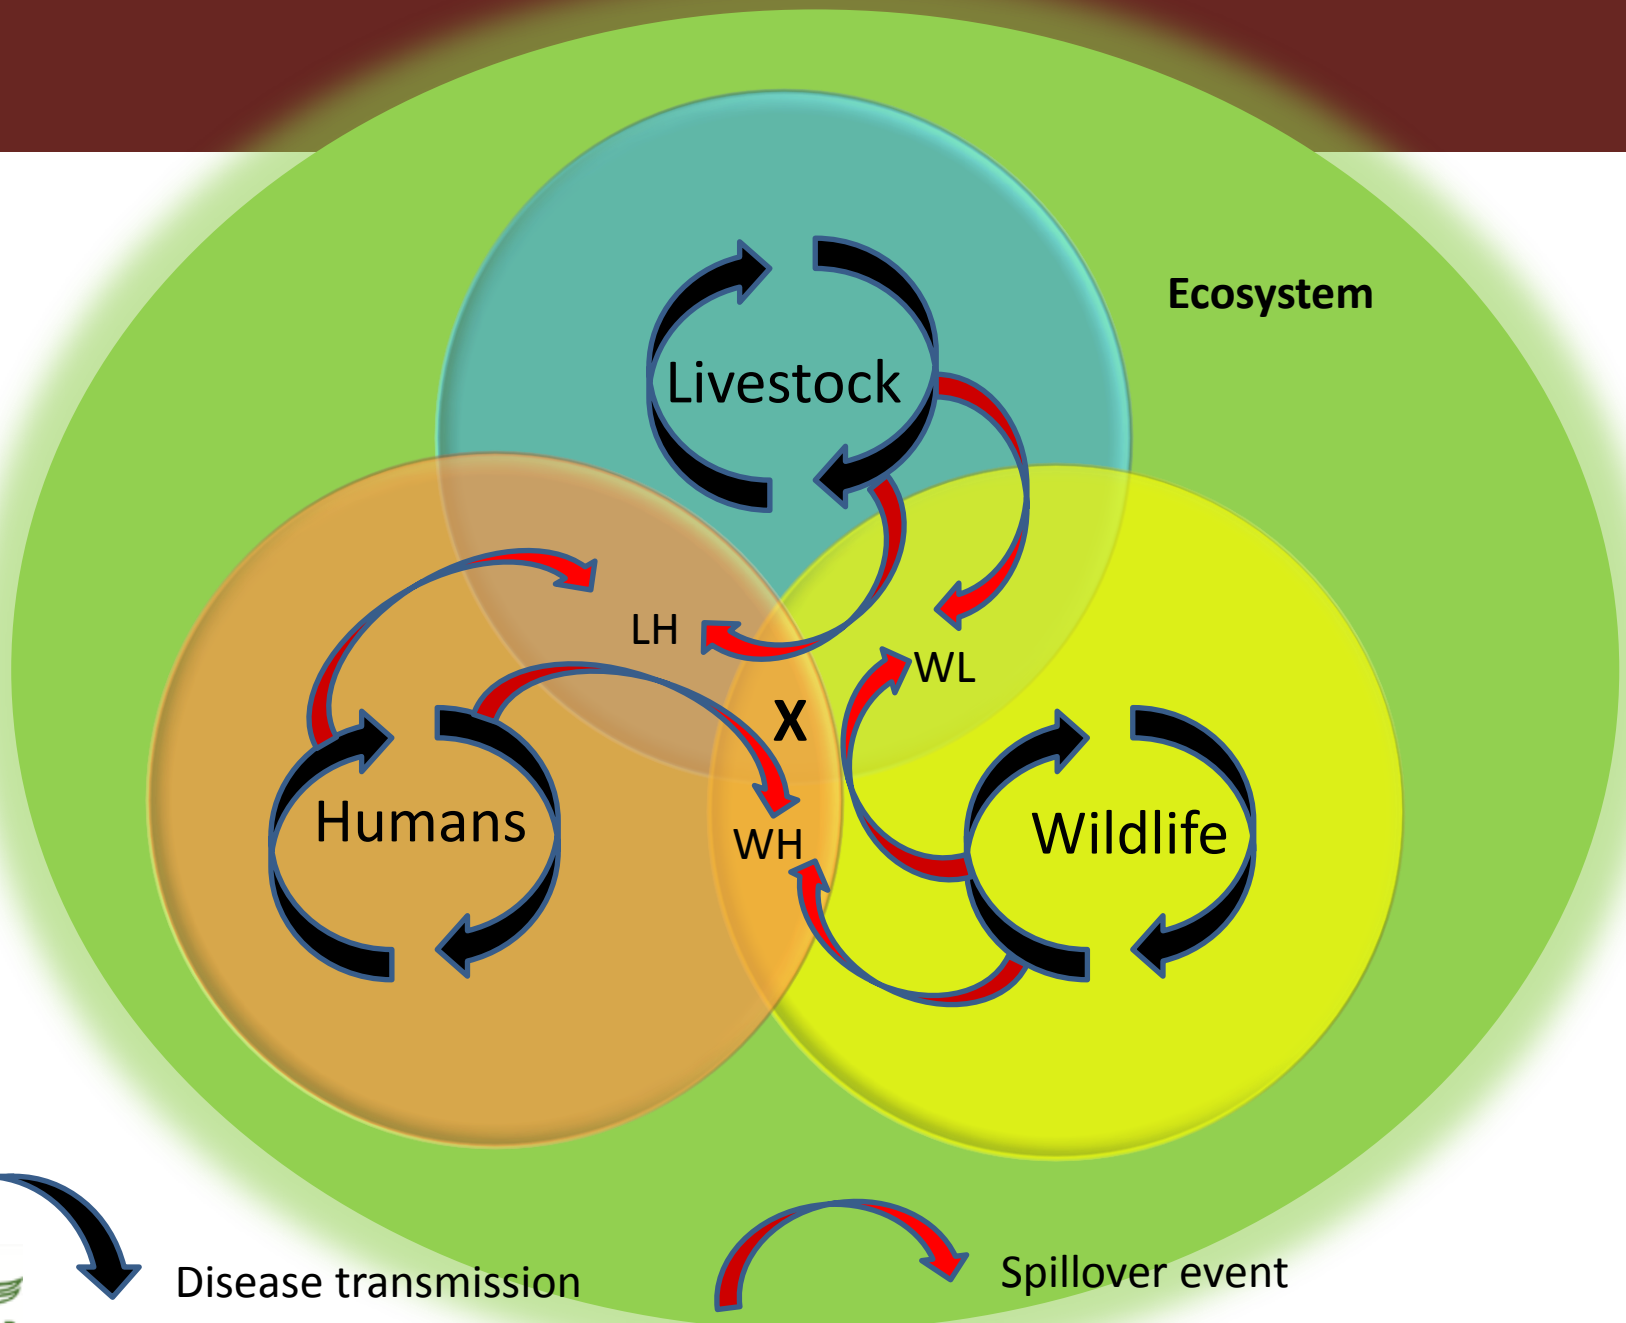 Ecosystem
Livestock
LH
WL
X
Humans
WH
Wildlife
Disease transmission
Spillover event